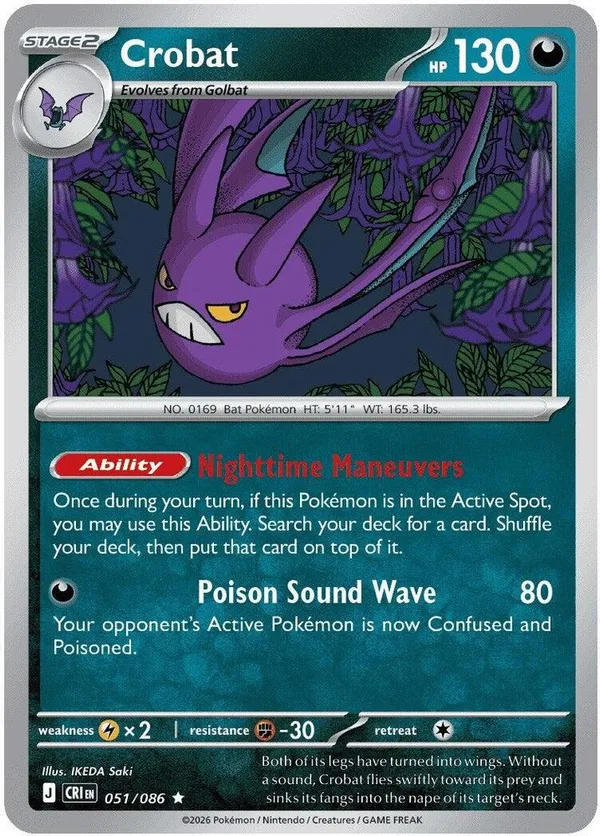 STAGE2 Crobat HP 130
Evolves from Golbat
NO. 0169 Bat Pokémon HT: 5'11" WT: 165.3 lbs.
Ability Nighttime Maneuvers
Once during your turn, if this Pokémon is in the Active Spot,
you may use this Ability. Search your deck for a card. Shuffle
your deck, then put that card on top of it.
Poison Sound Wave 80
Your opponent's Active Pokémon is now Confused and
Poisoned.
weakness ×2 resistance -30 retreat
Illus. IKEDA Saki
J CRI EN 051/086 ★
Both of its legs have turned into wings. Without
a sound, Crobat flies swiftly toward its prey and
sinks its fangs into the nape of its target's neck.
©2026 Pokémon / Nintendo / Creatures / GAME FREAK